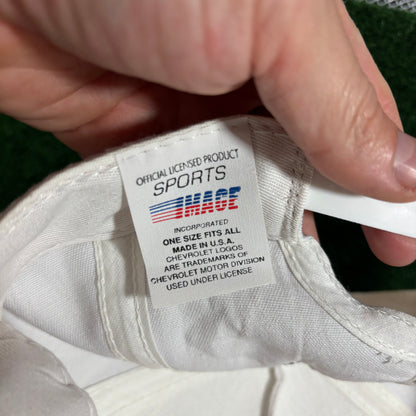 OFFICIAL LICENSED PRODUCT
SPORTS
IMAGE
INCORPORATED
ONE SIZE FITS ALL
MADE IN U.S.A.
CHEVROLET LOGOS
ARE TRADEMARKS OF
CHEVROLET MOTOR DIVISION
USED UNDER LICENSE